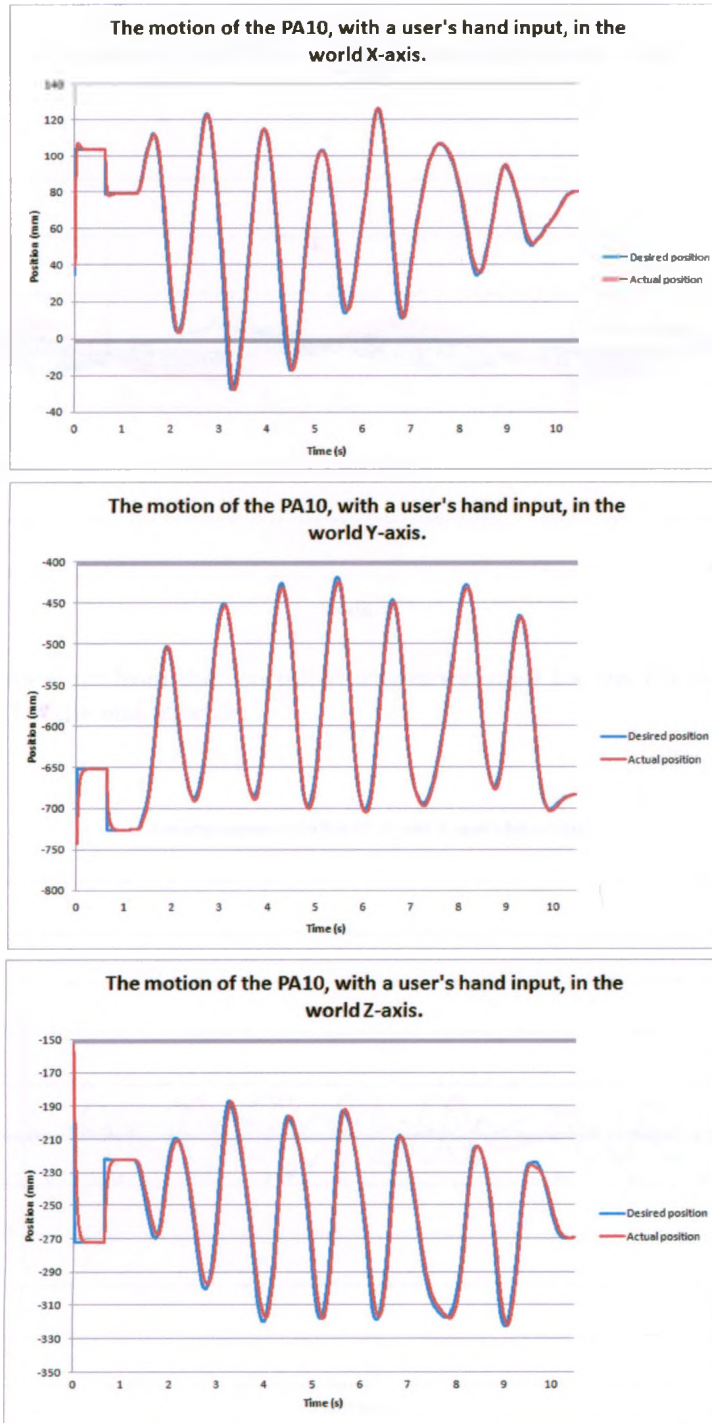 The motion of the PA10, with a user's hand input, in the
world X-axis.
140
120
100
80
60
40
20
0
-20
-40
Position (mm)
0 1 2 3 4 5 6 7 8 9 10
Time (s)
Desired position
Actual position
The motion of the PA10, with a user's hand input, in the
world Y-axis.
-400
-450
-500
-550
-600
-650
-700
-750
-800
Position (mm)
0 1 2 3 4 5 6 7 8 9 10
Time (s)
Desired position
Actual position
The motion of the PA10, with a user's hand input, in the
world Z-axis.
-150
-190
-210
-230
-250
-270
-290
-310
-330
-350
Position (mm)
0 1 2 3 4 5 6 7 8 9 10
Time (s)
Desired position
Actual position